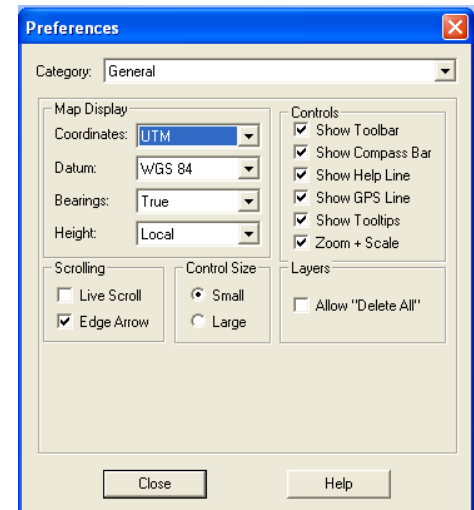 Preferences
Category: General
Map Display
Coordinates: UTM
Datum: WGS 84
Bearings: True
Height: Local
Controls
Show Toolbar
Show Compass Bar
Show Help Line
Show GPS Line
Show Tooltips
Zoom + Scale
Scrolling
Live Scroll
Edge Arrow
Control Size
Small
Large
Layers
Allow "Delete All"
Close
Help